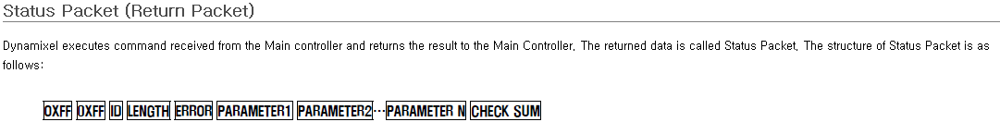 Status Packet (Return Packet)
Dynamixel executes command received from the Main controller and returns the result to the Main Controller, The returned data is called Status Packet, The structure of Status Packet is as
follows:
0XFF 0XFF ID LENGTH ERROR PARAMETER1 PARAMETER2…PARAMETER N CHECK SUM